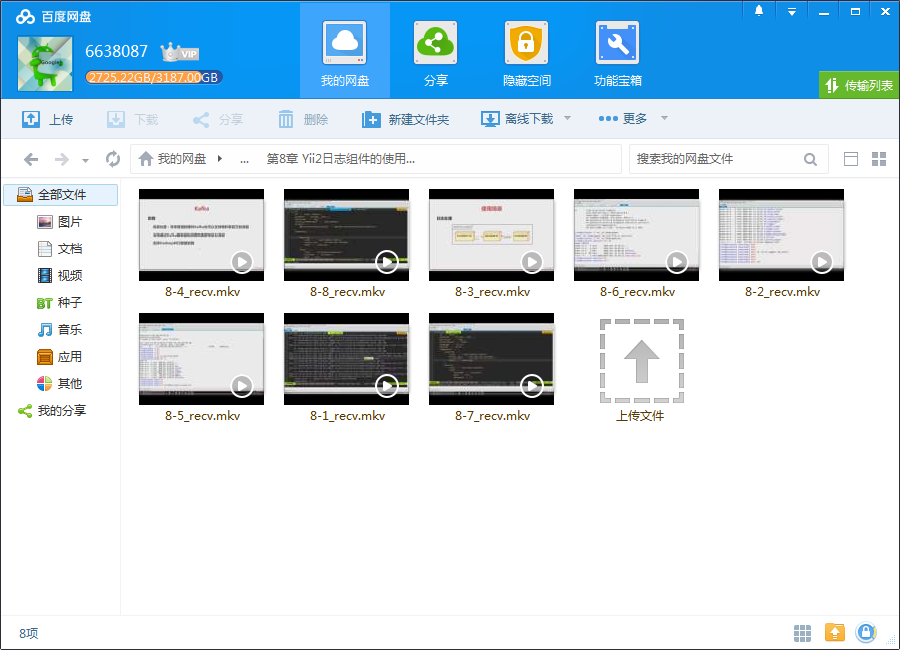 百度网盘
6638087
VIP
2725.22GB/3187.00GB
我的网盘
分享
隐藏空间
功能宝箱
传输列表
上传
下载
分享
删除
新建文件夹
离线下载
更多
我的网盘
...
第8章 Yii2日志组件的使用...
搜索我的网盘文件
全部文件
图片
文档
视频
BT 种子
音乐
应用
其他
我的分享
Kafka
8-4_recv.mkv
8-8_recv.mkv
8-3_recv.mkv
8-6_recv.mkv
8-2_recv.mkv
8-5_recv.mkv
8-1_recv.mkv
8-7_recv.mkv
上传文件
8项